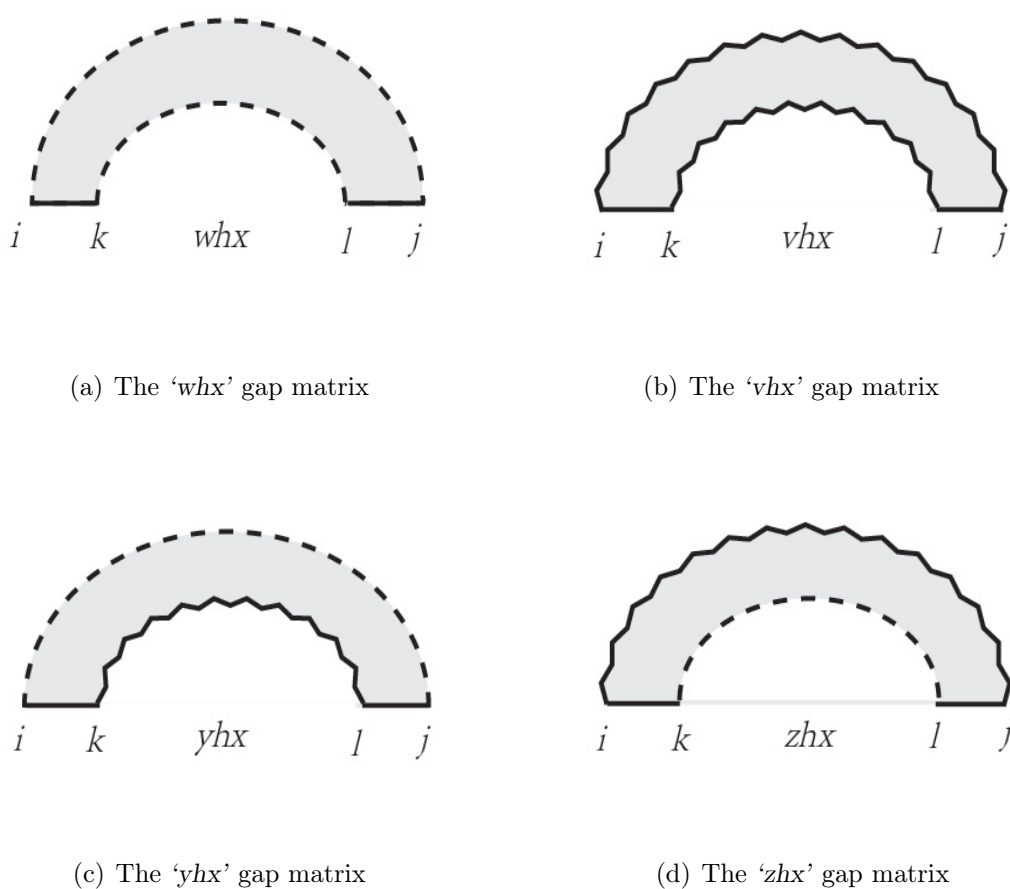 i k whx l j
i k vhx l j
(a) The ‘whx’ gap matrix
(b) The ‘vhx’ gap matrix
i k yhx l j
i k zhx l j
(c) The ‘yhx’ gap matrix
(d) The ‘zhx’ gap matrix